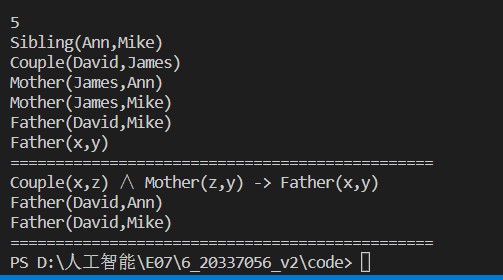 5
Sibling(Ann,Mike)
Couple(David,James)
Mother(James,Ann)
Mother(James,Mike)
Father(David,Mike)
Father(x,y)
==============================================
Couple(x,z) ∧ Mother(z,y) -> Father(x,y)
Father(David,Ann)
Father(David,Mike)
==============================================
PS D:\人工智能\E07\6_20337056_v2\code>